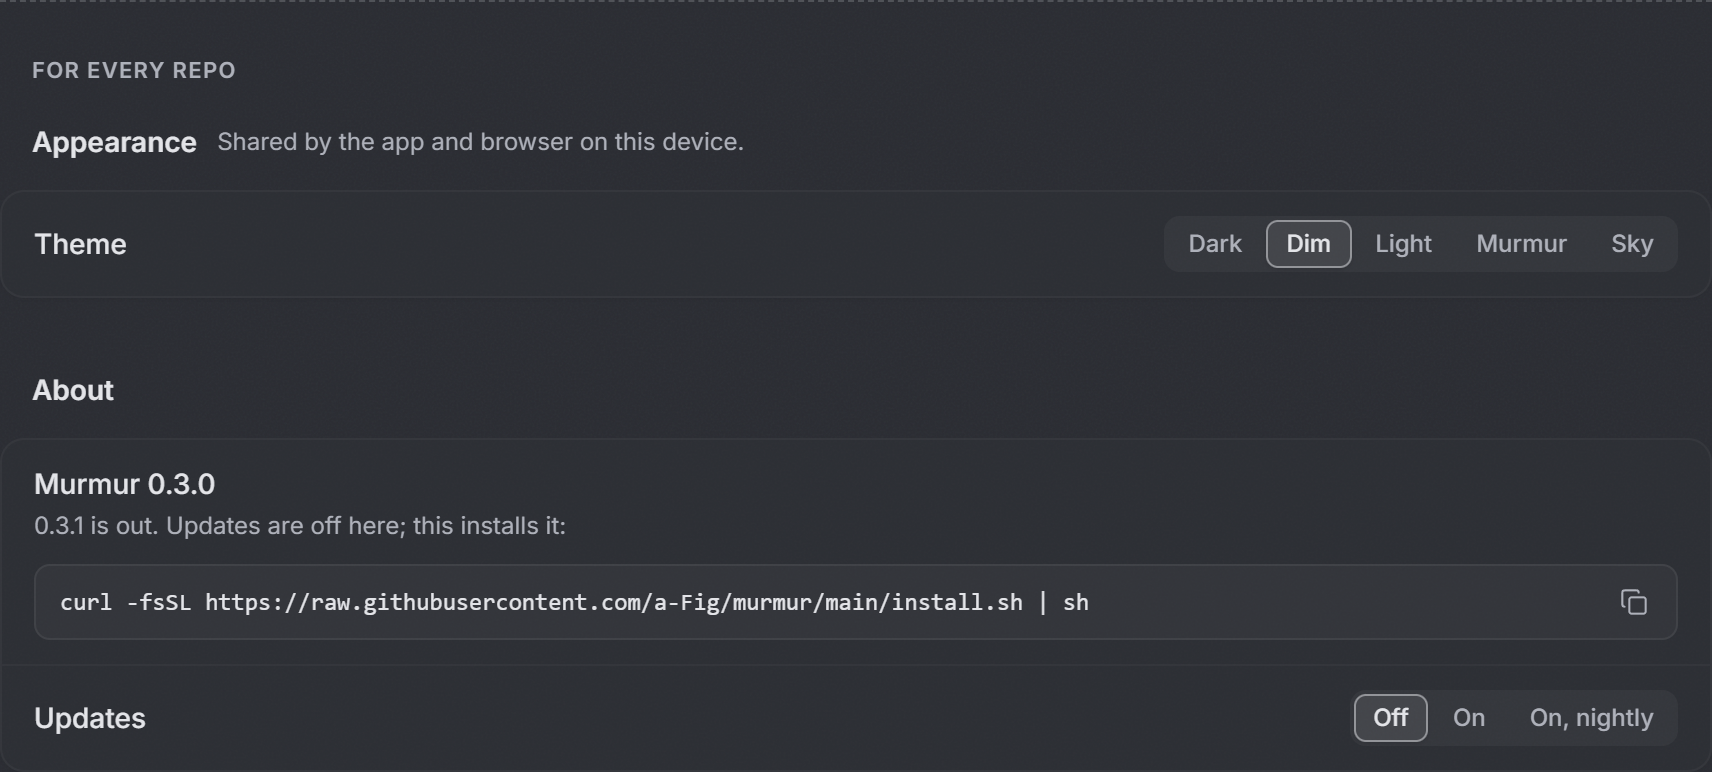 FOR EVERY REPO
Appearance Shared by the app and browser on this device.
Theme Dark Dim Light Murmur Sky
About
Murmur 0.3.0
0.3.1 is out. Updates are off here; this installs it:
curl -fsSL https://raw.githubusercontent.com/a-Fig/murmur/main/install.sh | sh
Updates Off On On, nightly